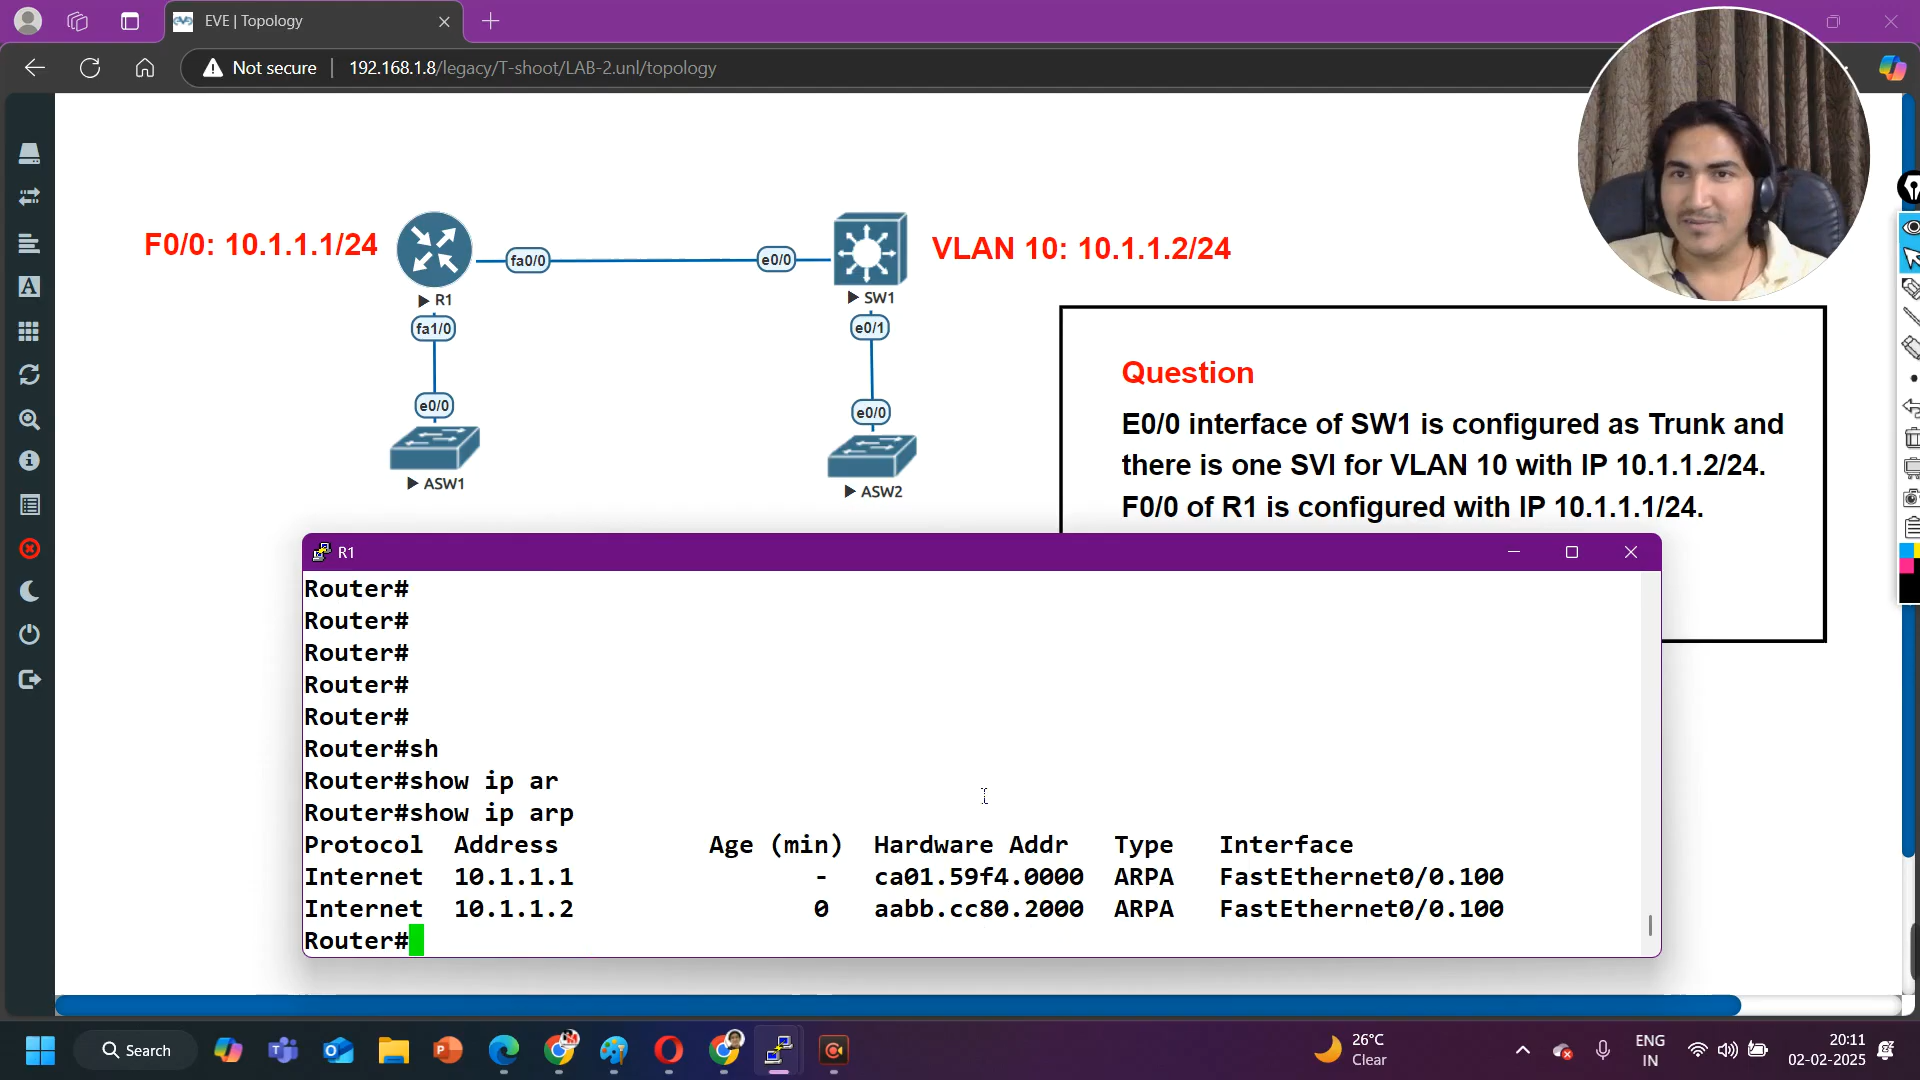 EVE | Topology
Not secure
192.168.1.8/legacy/T-shoot/LAB-2.unl/topology
F0/0: 10.1.1.1/24
fa0/0
e0/0
VLAN 10: 10.1.1.2/24
R1
SW1
fa1/0
e0/1
e0/0
e0/0
ASW1
ASW2
Question
E0/0 interface of SW1 is configured as Trunk and
there is one SVI for VLAN 10 with IP 10.1.1.2/24.
F0/0 of R1 is configured with IP 10.1.1.1/24.
R1
Router#
Router#
Router#
Router#
Router#
Router#sh
Router#show ip ar
Router#show ip arp
Protocol Address Age (min) Hardware Addr Type Interface
Internet 10.1.1.1 - ca01.59f4.0000 ARPA FastEthernet0/0.100
Internet 10.1.1.2 0 aabb.cc80.2000 ARPA FastEthernet0/0.100
Router#
Search
26°C
Clear
ENG
IN
20:11
02-02-2025